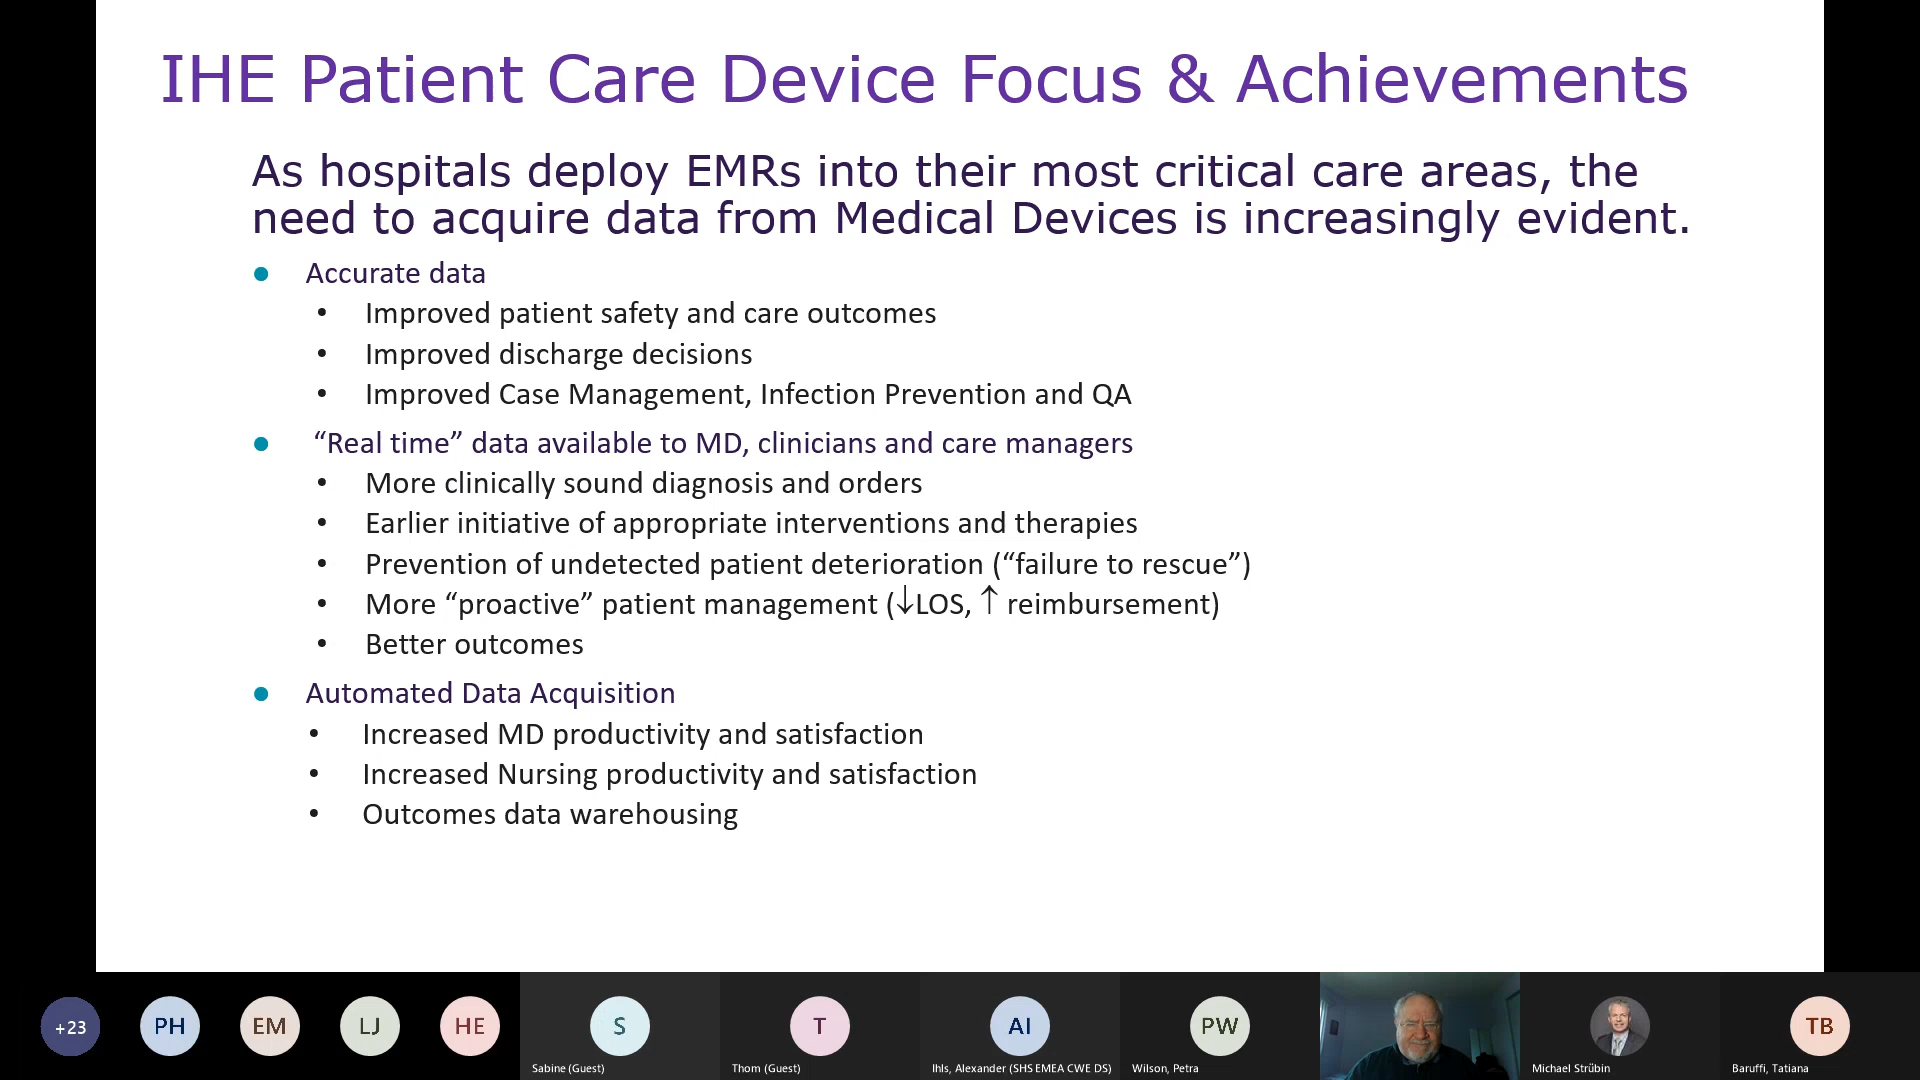 IHE Patient Care Device Focus & Achievements
As hospitals deploy EMRs into their most critical care areas, the
need to acquire data from Medical Devices is increasingly evident.
● Accurate data
• Improved patient safety and care outcomes
• Improved discharge decisions
• Improved Case Management, Infection Prevention and QA
● “Real time” data available to MD, clinicians and care managers
• More clinically sound diagnosis and orders
• Earlier initiative of appropriate interventions and therapies
• Prevention of undetected patient deterioration (“failure to rescue”)
• More “proactive” patient management (↓LOS, ↑ reimbursement)
• Better outcomes
● Automated Data Acquisition
• Increased MD productivity and satisfaction
• Increased Nursing productivity and satisfaction
• Outcomes data warehousing
+23 PH EM LJ HE S T AI PW TB
Sabine (Guest) Thom (Guest) Ihls, Alexander (SHS EMEA CWE DS) Wilson, Petra Michael Strübin Baruffi, Tatiana